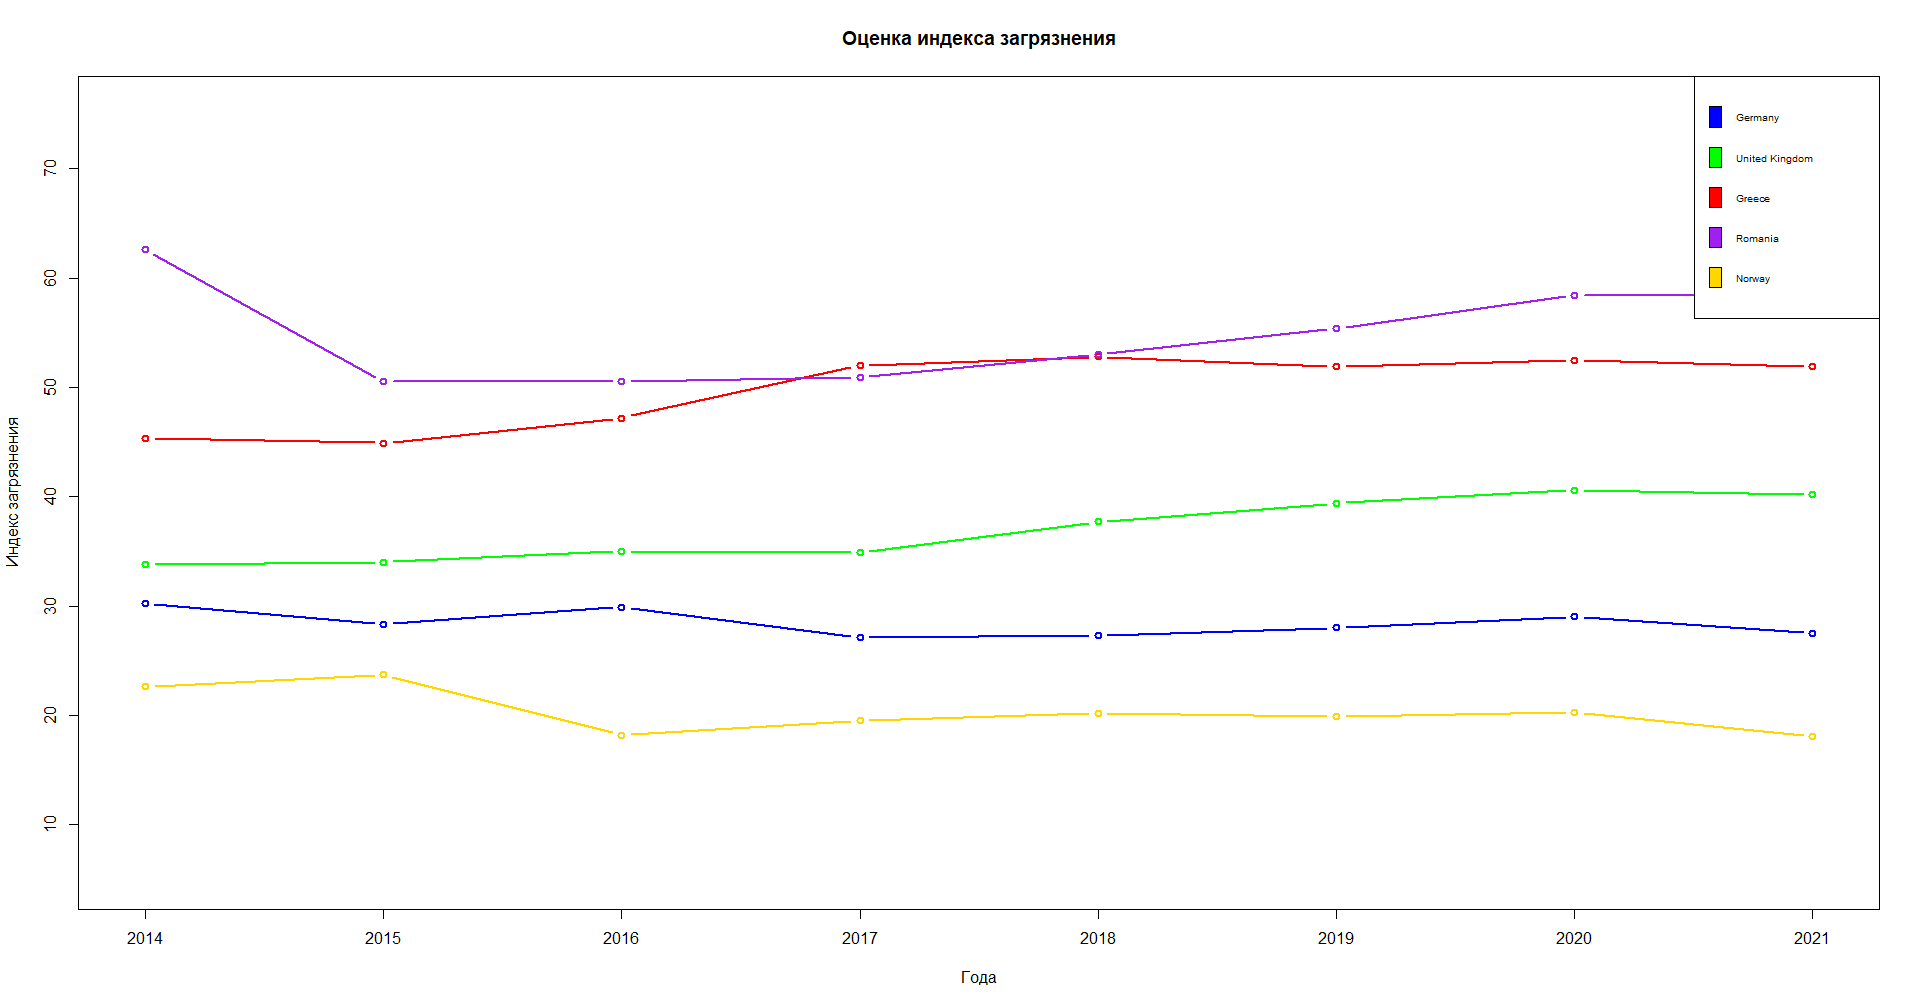 Оценка индекса загрязнения
Germany
United Kingdom
Greece
Romania
Norway
70
60
50
40
30
20
10
Индекс загрязнения
2014 2015 2016 2017 2018 2019 2020 2021
Года